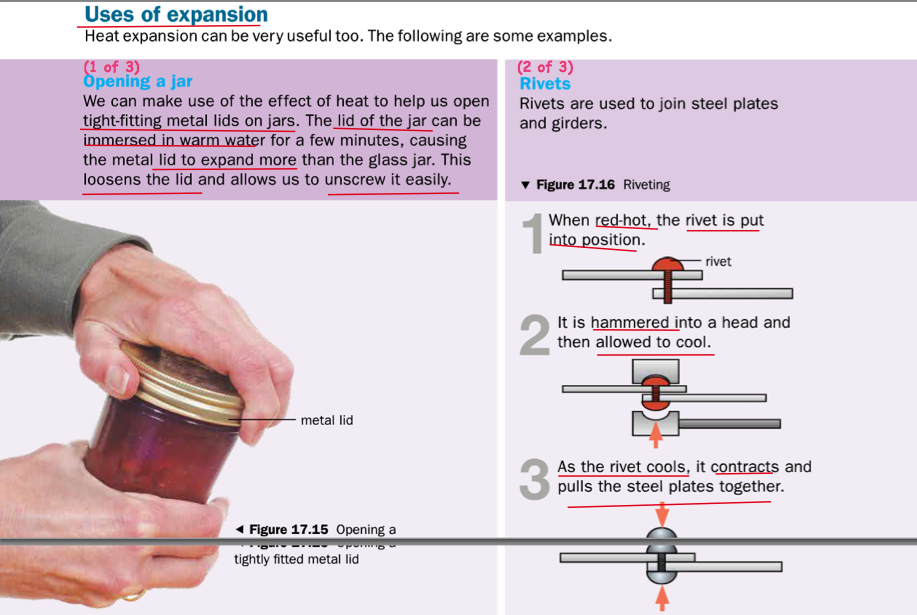 Uses of expansion
Heat expansion can be very useful too. The following are some examples.
(1 of 3)
Opening a jar
We can make use of the effect of heat to help us open
tight-fitting metal lids on jars. The lid of the jar can be
immersed in warm water for a few minutes, causing
the metal lid to expand more than the glass jar. This
loosens the lid and allows us to unscrew it easily.
metal lid
◄ Figure 17.15 Opening a
tightly fitted metal lid
(2 of 3)
Rivets
Rivets are used to join steel plates
and girders.
▼ Figure 17.16 Riveting
1 When red-hot, the rivet is put
into position.
rivet
2 It is hammered into a head and
then allowed to cool.
3 As the rivet cools, it contracts and
pulls the steel plates together.